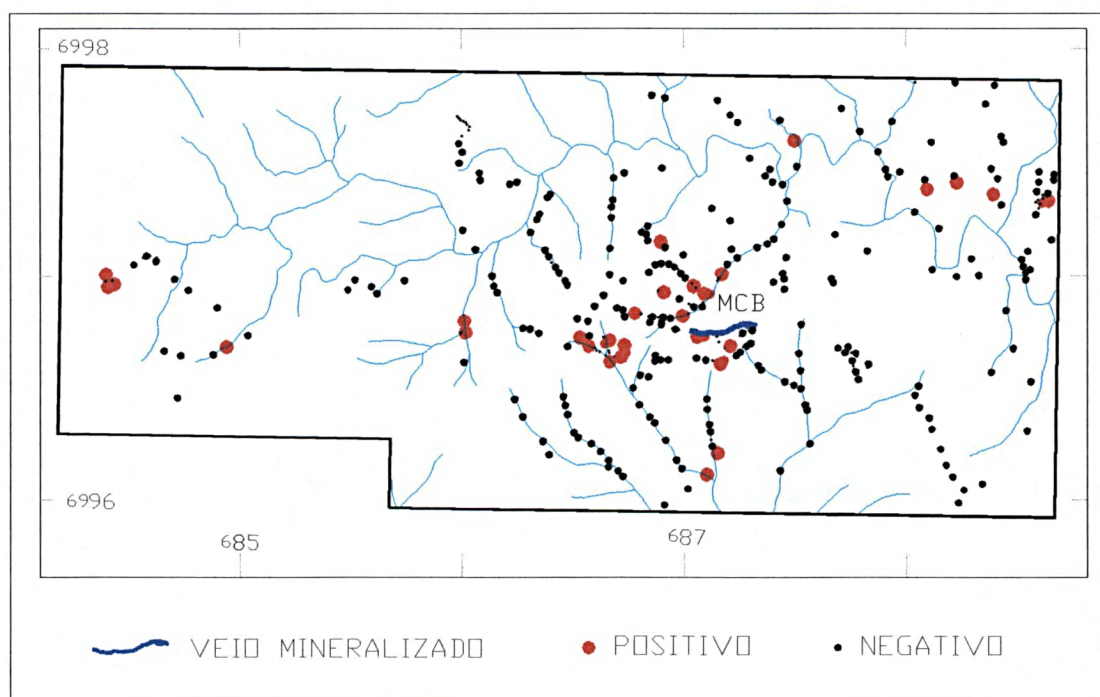 6998
MCB
6996
685
687
VEIO MINERALIZADO
POSITIVO
NEGATIVO